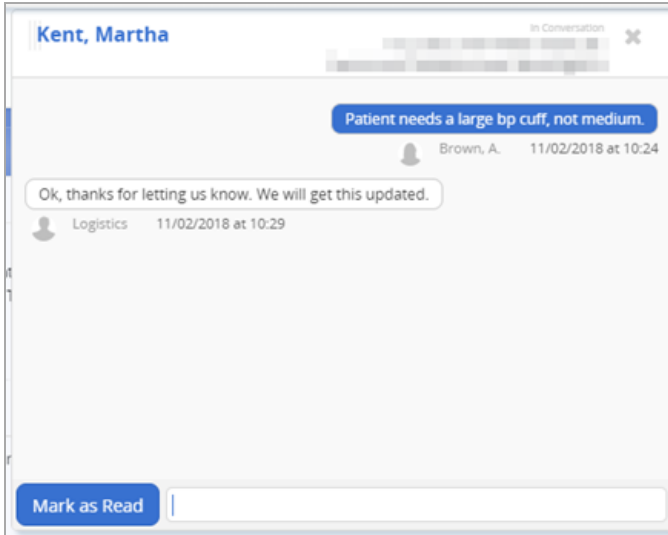 Kent, Martha
In Conversation
Patient needs a large bp cuff, not medium.
Brown, A. 11/02/2018 at 10:24
Ok, thanks for letting us know. We will get this updated.
Logistics 11/02/2018 at 10:29
Mark as Read